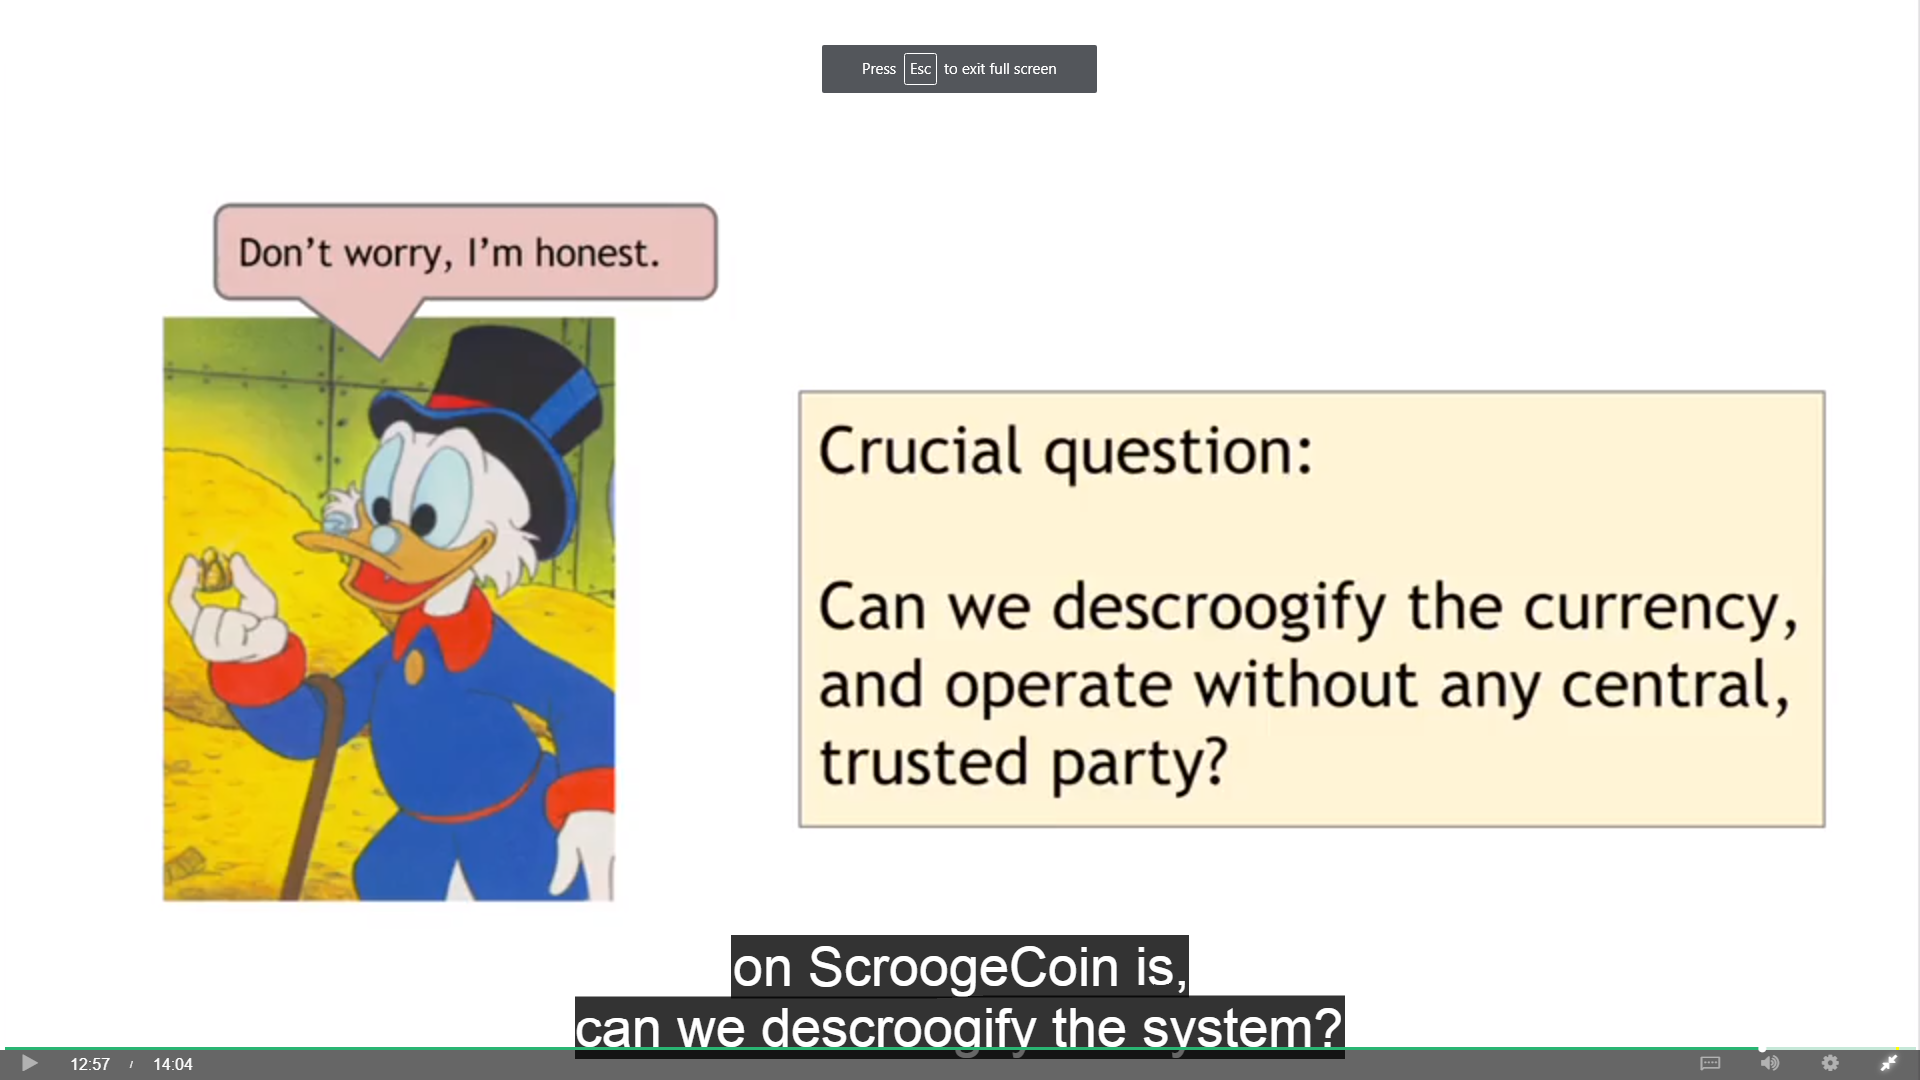 Press Esc to exit full screen
Don't worry, I'm honest.
Crucial question:
Can we descroogify the currency,
and operate without any central,
trusted party?
on ScroogeCoin is,
can we descroogify the system?
12:57 / 14:04